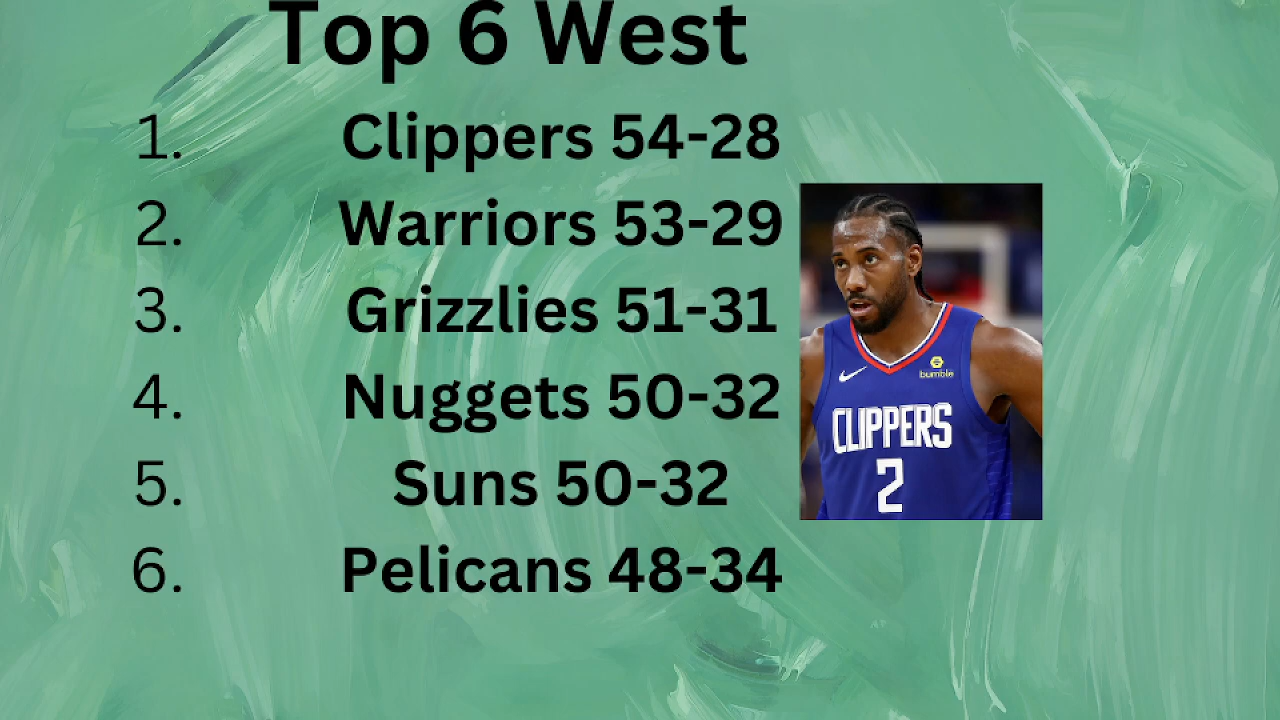 Top 6 West
1. Clippers 54-28
2. Warriors 53-29
3. Grizzlies 51-31
4. Nuggets 50-32
5. Suns 50-32
6. Pelicans 48-34
bumble
CLIPPERS
2